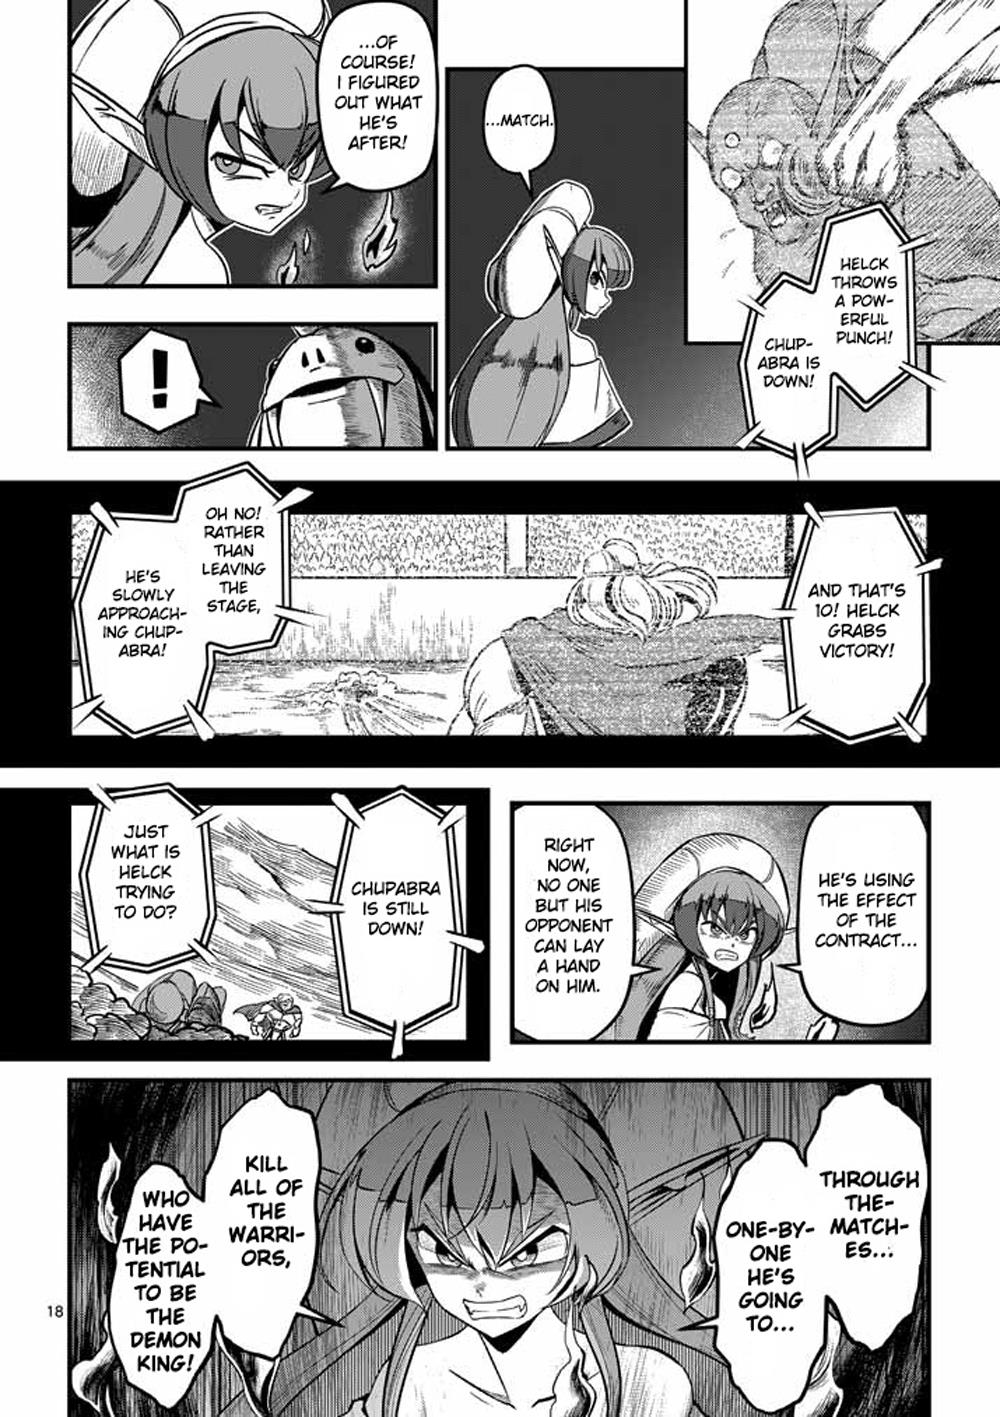 HELCK
THROWS
A POW-
ERFUL
PUNCH!
CHUP-
ABRA IS
DOWN!
...MATCH.
...OF
COURSE!
I FIGURED
OUT WHAT
HE'S
AFTER!
!
AND THAT'S
10! HELCK
GRABS
VICTORY!
OH NO!
RATHER
THAN
LEAVING
THE
STAGE,
HE'S
SLOWLY
APPROACH-
ING CHUP-
ABRA!
HE'S USING
THE EFFECT
OF THE
CONTRACT...
RIGHT
NOW,
NO ONE
BUT HIS
OPPONENT
CAN LAY
A HAND
ON HIM.
CHUPABRA
IS STILL
DOWN!
JUST
WHAT IS
HELCK
TRYING
TO DO?
THROUGH
THE-
MATCH-
ES...
ONE-BY-
ONE
HE'S
GOING
TO...
KILL
ALL OF
THE
WARRI-
ORS,
WHO
HAVE
THE PO-
TENTIAL
TO BE
THE
DEMON
KING!
18